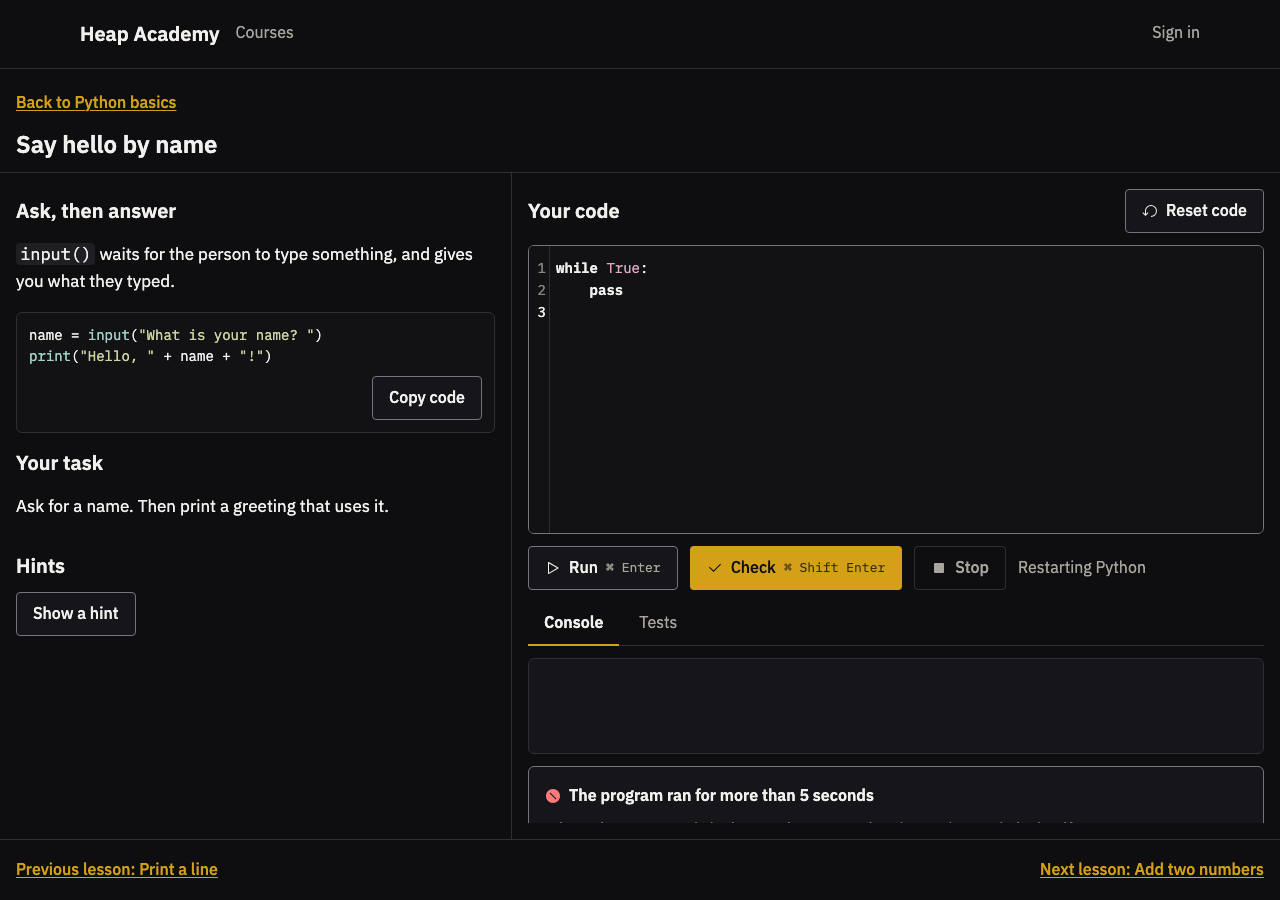 Heap Academy Courses Sign in
Back to Python basics
Say hello by name
Ask, then answer
input() waits for the person to type something, and gives
you what they typed.
name = input("What is your name? ")
print("Hello, " + name + "!")
Copy code
Your task
Ask for a name. Then print a greeting that uses it.
Hints
Show a hint
Your code
Reset code
1 while True:
2     pass
3
Run ⌘ Enter Check ⌘ Shift Enter Stop Restarting Python
Console Tests
The program ran for more than 5 seconds
Previous lesson: Print a line
Next lesson: Add two numbers